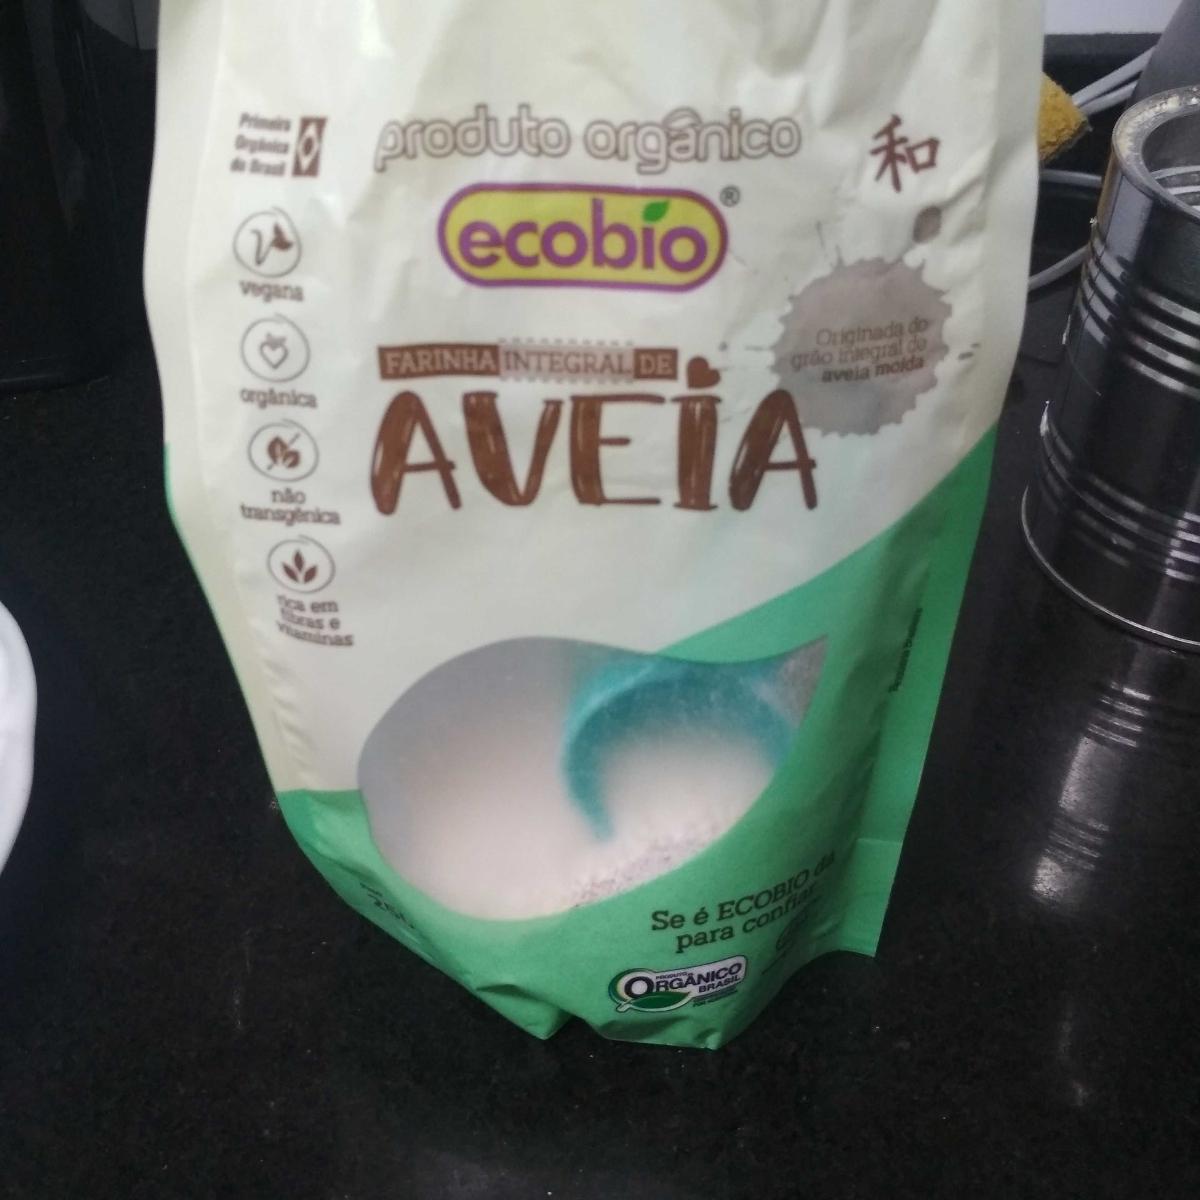 Primeira
Orgânica
do Brasil
produto orgânico
和
ecobio®
vegana
orgânica
não
transgênica
rica em
fibras e
vitaminas
FARINHA INTEGRAL DE
AVEIA
Originada do
grão integral de
aveia moída
Se é ECOBIO dá
para confiar
PRODUTO
ORGÂNICO
BRASIL